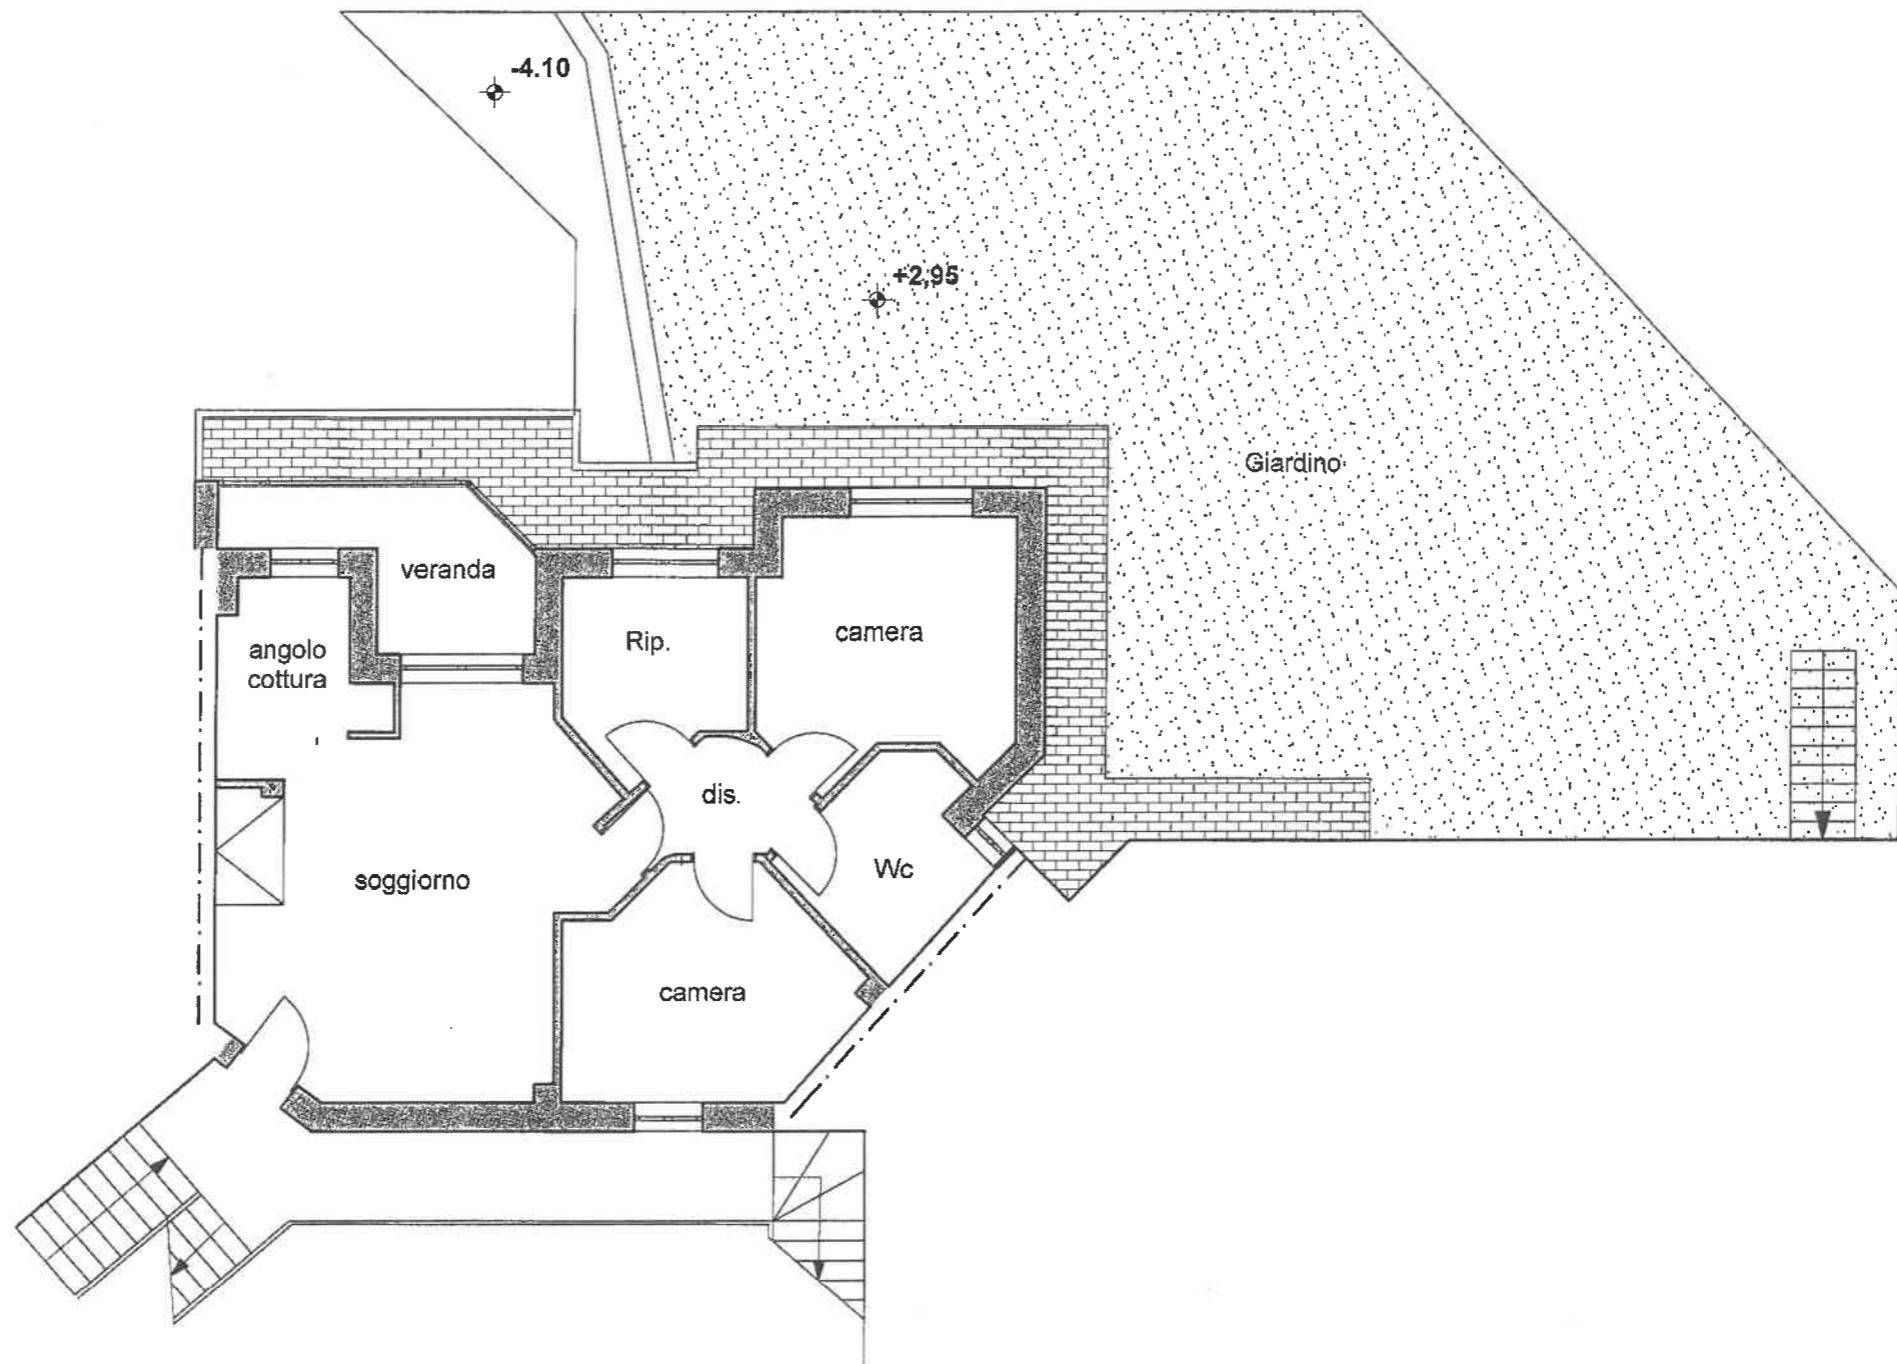 -4.10
+2,95
Giardino
veranda
angolo
cottura
Rip.
camera
dis.
soggiorno
Wc
camera